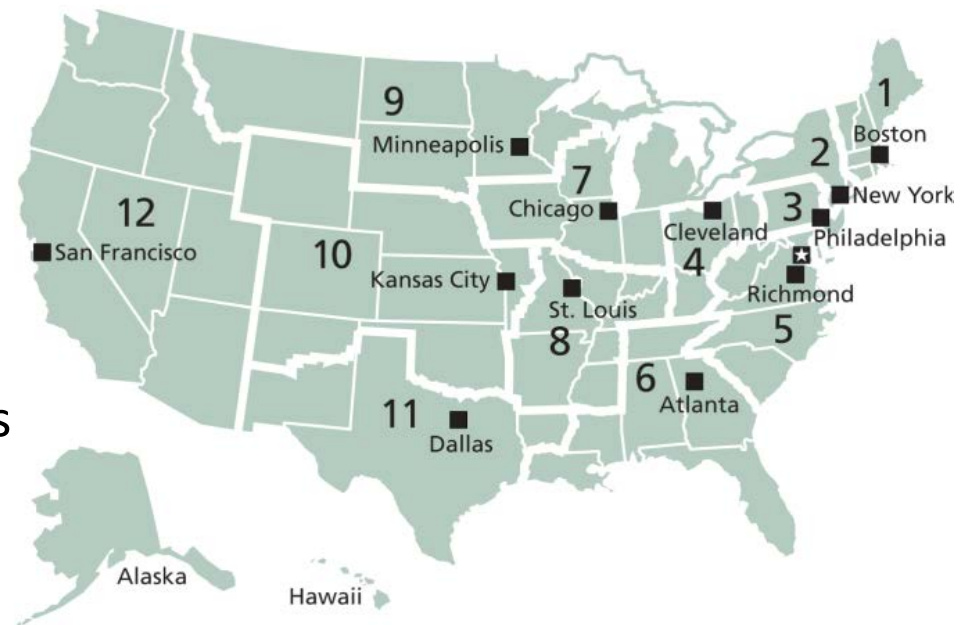 1
9
Boston
Minneapolis
2
7
New York
Chicago
3
12
Cleveland
Philadelphia
San Francisco
10
4
Kansas City
Richmond
St. Louis
5
8
6
Atlanta
11
s
Dallas
Alaska
Hawaii